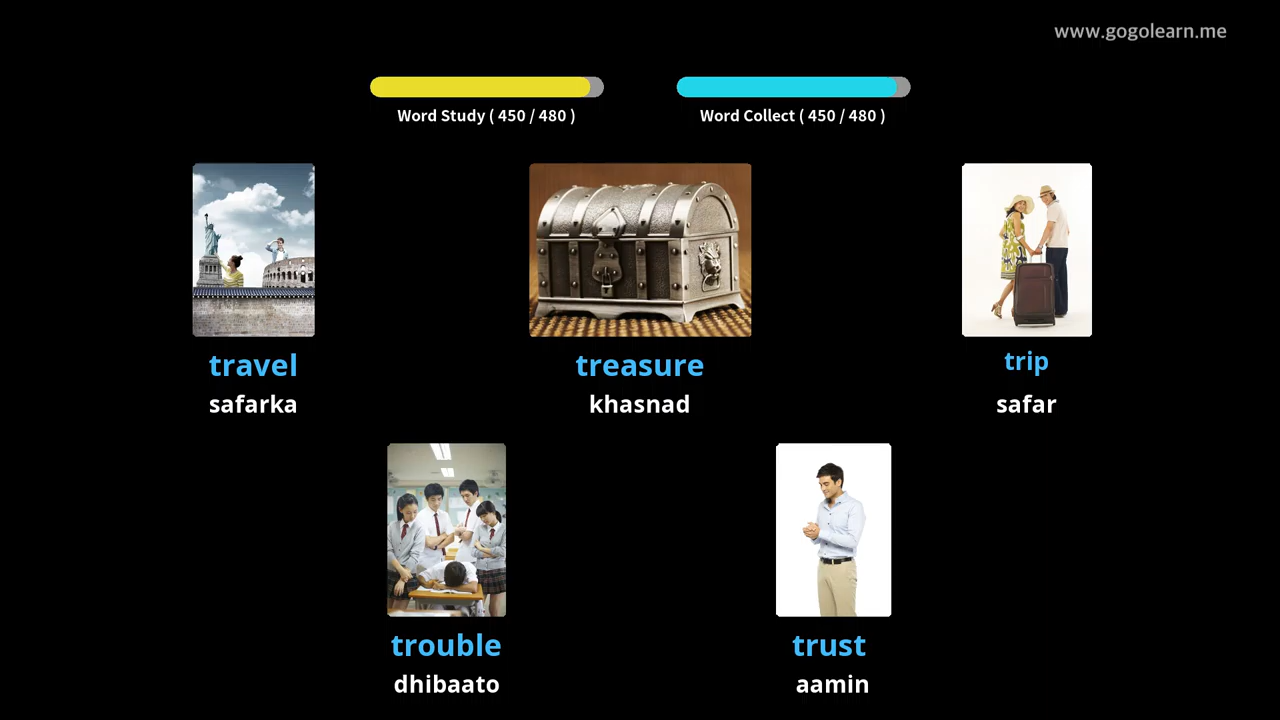 www.gogolearn.me
Word Study ( 450 / 480 )
Word Collect ( 450 / 480 )
travel
safarka
treasure
khasnad
trip
safar
trouble
dhibaato
trust
aamin